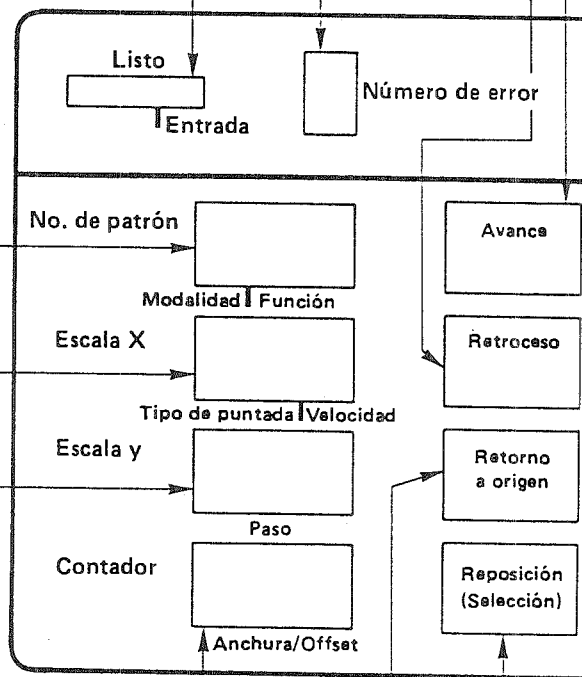 Listo
Entrada
Número de error
No. de patrón
Avance
Modalidad Función
Escala X
Retroceso
Tipo de puntada Velocidad
Escala y
Retorno
a origen
Paso
Contador
Reposición
(Selección)
Anchura/Offset